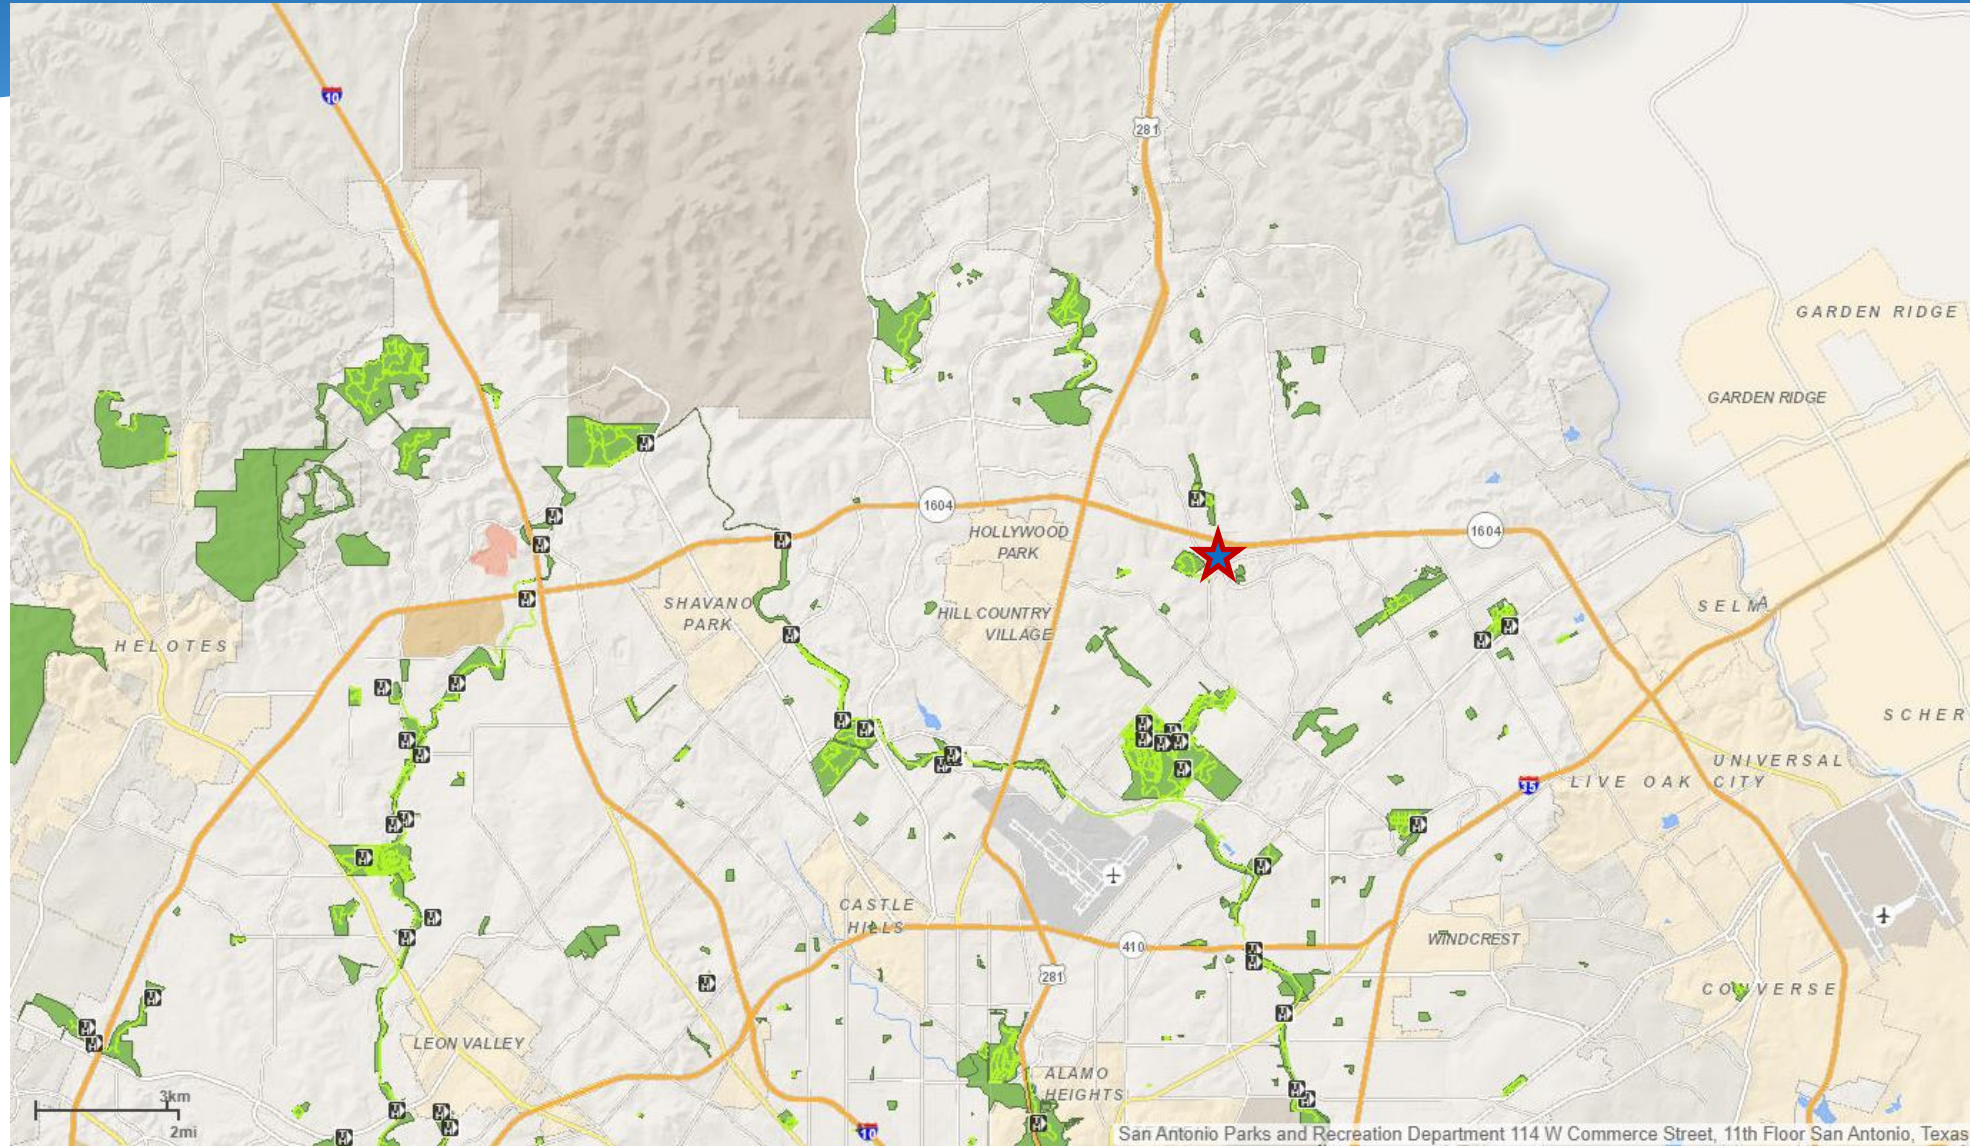 10
281
GARDEN RIDGE
GARDEN RIDGE
1604
HOLLYWOOD
PARK
1604
SHAVANO
PARK
HILL COUNTRY
VILLAGE
SELMA
HELOTES
SCHER
UNIVERSAL
CITY
LIVE OAK
35
CASTLE
HILLS
410
WINDCREST
281
CONVERSE
LEON VALLEY
ALAMO
HEIGHTS
3km
2mi
10
San Antonio Parks and Recreation Department 114 W Commerce Street, 11th Floor San Antonio, Texas